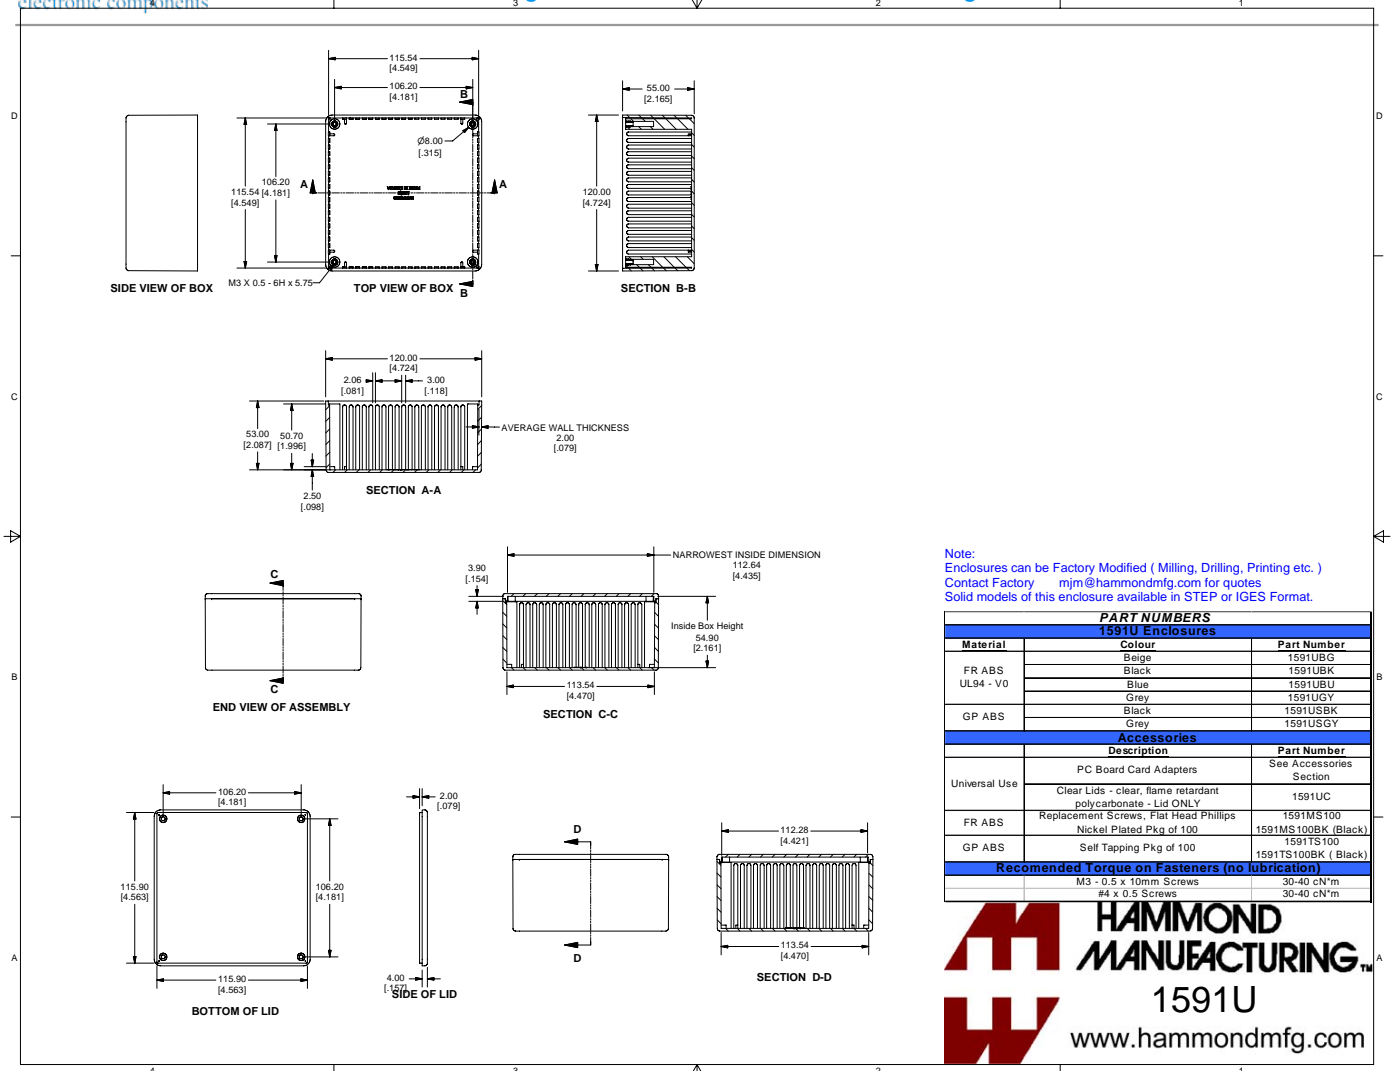 electronic components
4 3 2 1
D
D
115.54
[4.549]
106.20
[4.181]
B
Ø8.00
[.315]
115.54
[4.549]
106.20
[4.181]
A
A
M3 X 0.5 - 6H x 5.75
B
SIDE VIEW OF BOX
TOP VIEW OF BOX
55.00
[2.165]
120.00
[4.724]
SECTION B-B
C
C
120.00
[4.724]
2.06
[.081]
3.00
[.118]
53.00
[2.087]
50.70
[1.996]
AVERAGE WALL THICKNESS
2.00
[.079]
2.50
[.098]
SECTION A-A
C
C
END VIEW OF ASSEMBLY
3.90
[.154]
NARROWEST INSIDE DIMENSION
112.64
[4.435]
Inside Box Height
54.90
[2.161]
113.54
[4.470]
SECTION C-C
Note:
Enclosures can be Factory Modified ( Milling, Drilling, Printing etc. )
Contact Factory mjm@hammondmfg.com for quotes
Solid models of this enclosure available in STEP or IGES Format.
PART NUMBERS
1591U Enclosures
Material Colour Part Number
FR ABS
UL94 - V0
Beige 1591UBG
Black 1591UBK
Blue 1591UBU
Grey 1591UGY
GP ABS
Black 1591USBK
Grey 1591USGY
Accessories
Description Part Number
Universal Use
PC Board Card Adapters
See Accessories
Section
Clear Lids - clear, flame retardant
polycarbonate - Lid ONLY
1591UC
FR ABS
Replacement Screws, Flat Head Phillips
Nickel Plated Pkg of 100
1591MS100
1591MS100BK (Black)
GP ABS
Self Tapping Pkg of 100
1591TS100
1591TS100BK ( Black)
Recomended Torque on Fasteners (no lubrication)
M3 - 0.5 x 10mm Screws 30-40 cN*m
#4 x 0.5 Screws 30-40 cN*m
B
B
106.20
[4.181]
115.90
[4.563]
106.20
[4.181]
115.90
[4.563]
BOTTOM OF LID
2.00
[.079]
4.00
[.157]
SIDE OF LID
D
D
112.28
[4.421]
113.54
[4.470]
SECTION D-D
A
A
HAMMOND
MANUFACTURING TM
1591U
www.hammondmfg.com
4 3 2 1